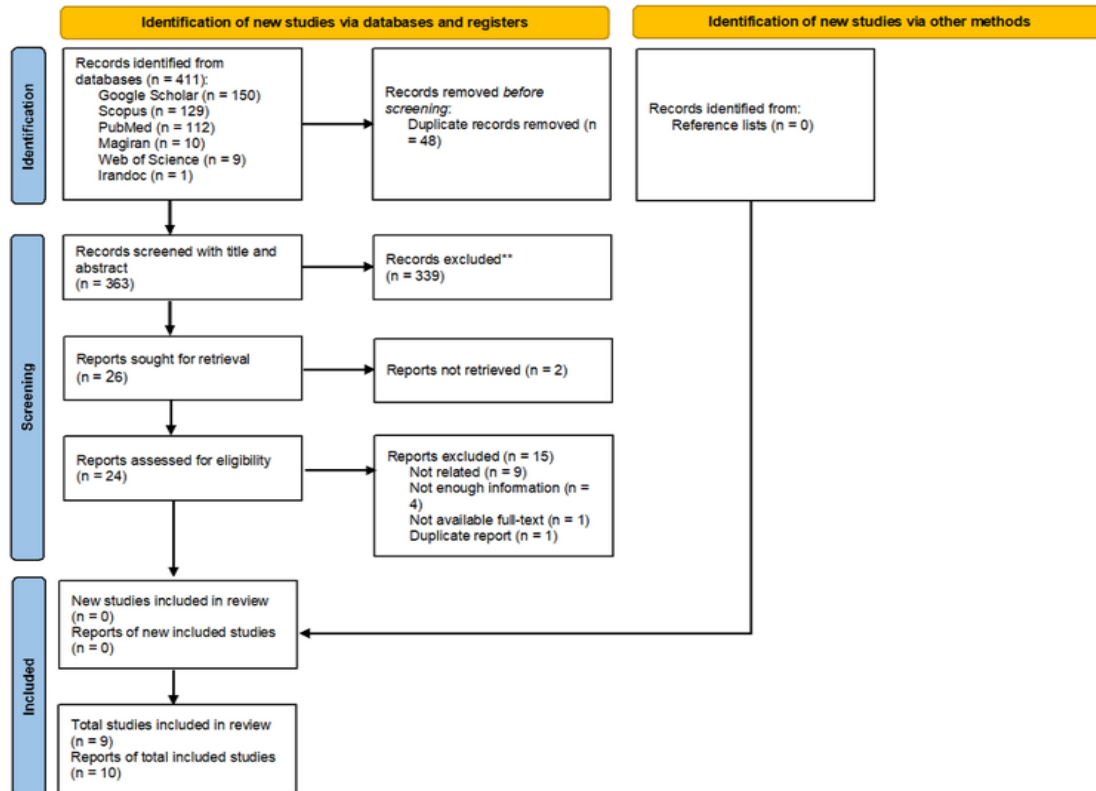 Identification of new studies via databases and registers
Identification of new studies via other methods
Identification
Records identified from
databases (n = 411):
Google Scholar (n = 150)
Scopus (n = 129)
PubMed (n = 112)
Magiran (n = 10)
Web of Science (n = 9)
Irandoc (n = 1)
Records removed before
screening:
Duplicate records removed (n
= 48)
Records identified from:
Reference lists (n = 0)
Screening
Records screened with title and
abstract
(n = 363)
Records excluded**
(n = 339)
Reports sought for retrieval
(n = 26)
Reports not retrieved (n = 2)
Reports assessed for eligibility
(n = 24)
Reports excluded (n = 15)
Not related (n = 9)
Not enough information (n =
4)
Not available full-text (n = 1)
Duplicate report (n = 1)
Included
New studies included in review
(n = 0)
Reports of new included studies
(n = 0)
Total studies included in review
(n = 9)
Reports of total included studies
(n = 10)